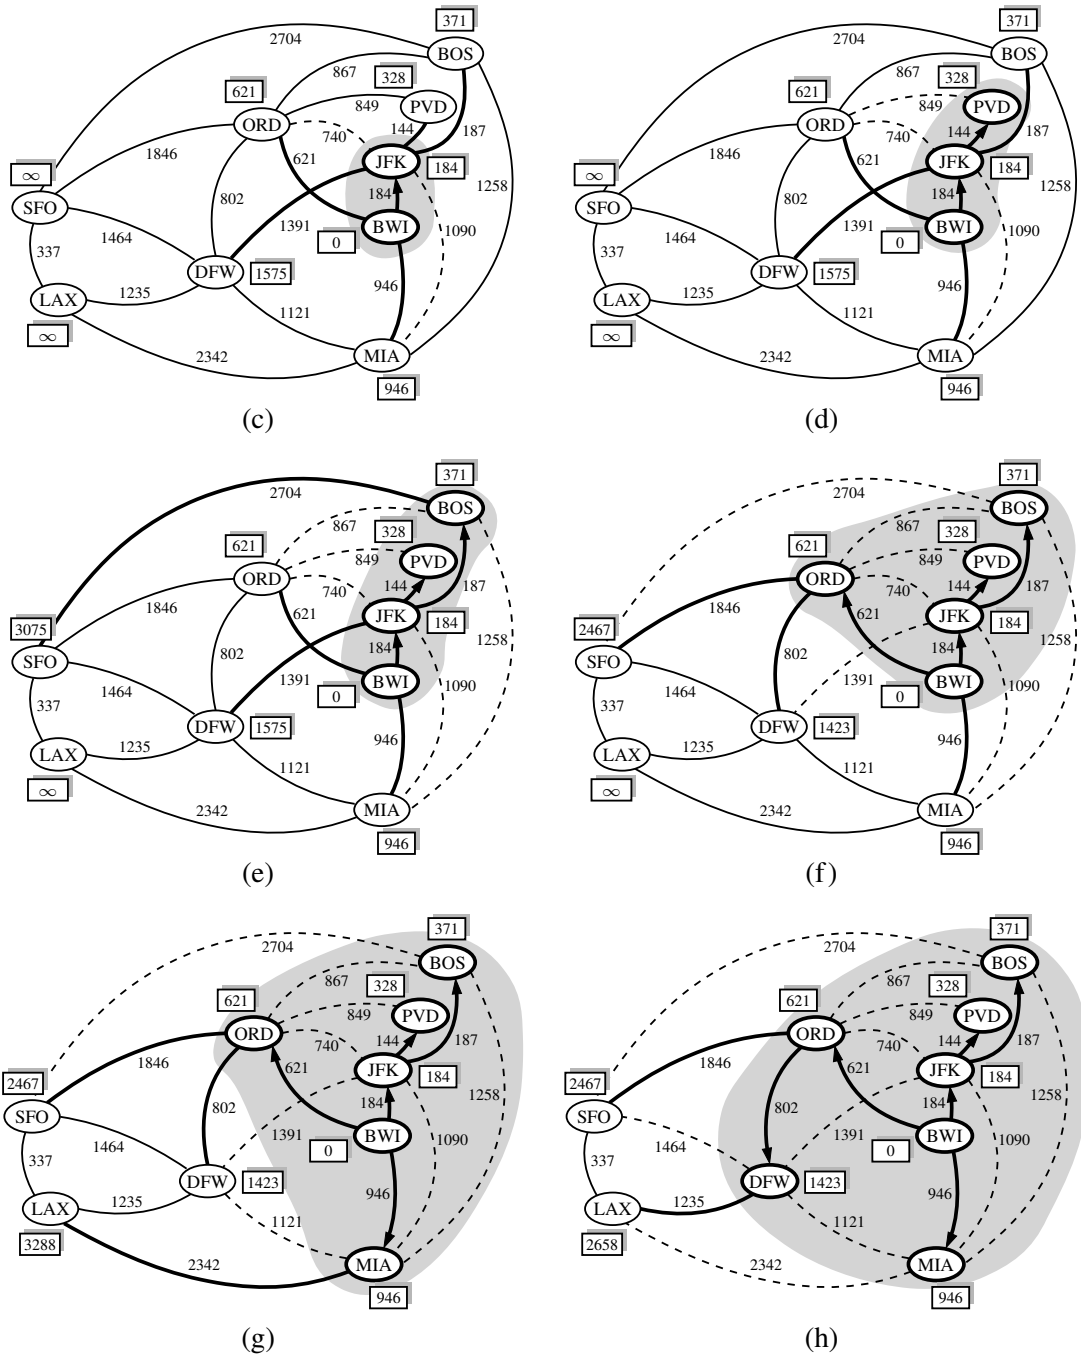 371 371
2704 BOS 2704 BOS
867 328 867 328
621 621
849 PVD 849 PVD
ORD 740 144 187 ORD 740 144 187
1846 621 JFK 1846 621 JFK
∞ 184 ∞ 184
SFO 802 184 1258 SFO 802 184 1258
1464 1391 BWI 1090 1464 1391 BWI 1090
337 0 337 0
DFW 1575 DFW 1575
LAX 1235 946 LAX 1235 946
∞ 1121 ∞ 1121
2342 MIA 2342 MIA
946 946
(c) (d)
371 371
2704 BOS 2704 BOS
867 328 867 328
621 621
849 PVD 849 PVD
ORD 740 144 187 ORD 740 144 187
1846 621 JFK 1846 621 JFK
3075 184 2467 184
SFO 802 184 1258 SFO 802 184 1258
1464 1391 BWI 1090 1464 1391 BWI 1090
337 0 337 0
DFW 1575 DFW 1423
LAX 1235 946 LAX 1235 946
∞ 1121 ∞ 1121
2342 MIA 2342 MIA
946 946
(e) (f)
371 371
2704 BOS 2704 BOS
867 328 867 328
621 621
849 PVD 849 PVD
ORD 740 144 187 ORD 740 144 187
1846 621 JFK 1846 621 JFK
2467 184 2467 184
SFO 802 184 1258 SFO 802 184 1258
1464 1391 BWI 1090 1464 1391 BWI 1090
337 0 337 0
DFW 1423 DFW 1423
LAX 1235 946 LAX 1235 946
3288 1121 2658 1121
2342 MIA 2342 MIA
946 946
(g) (h)